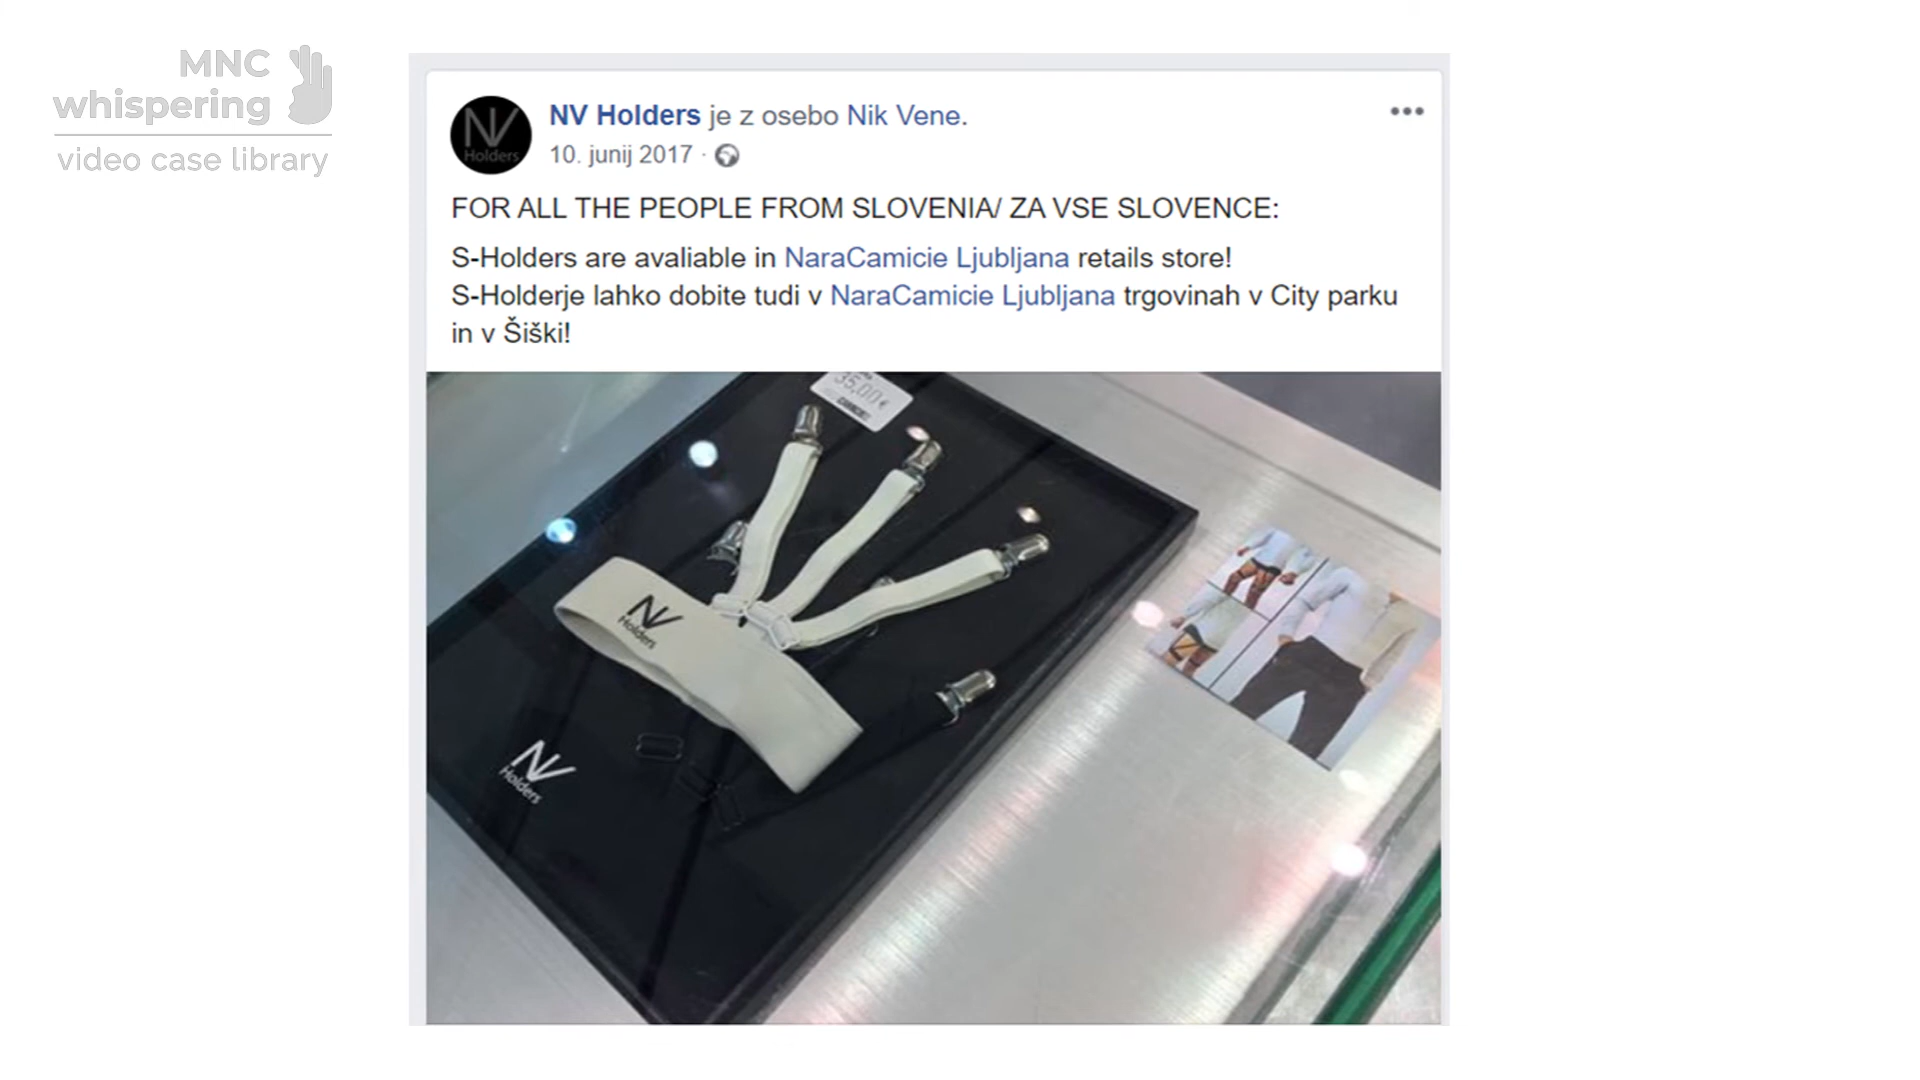 MNC
whispering
video case library
NV Holders je z osebo Nik Vene.
10. junij 2017 ·
FOR ALL THE PEOPLE FROM SLOVENIA/ ZA VSE SLOVENCE:
S-Holders are avaliable in NaraCamicie Ljubljana retails store!
S-Holderje lahko dobite tudi v NaraCamicie Ljubljana trgovinah v City parku
in v Šiški!
NV
Holders
35,00 €
NV
Holders
NV
Holders